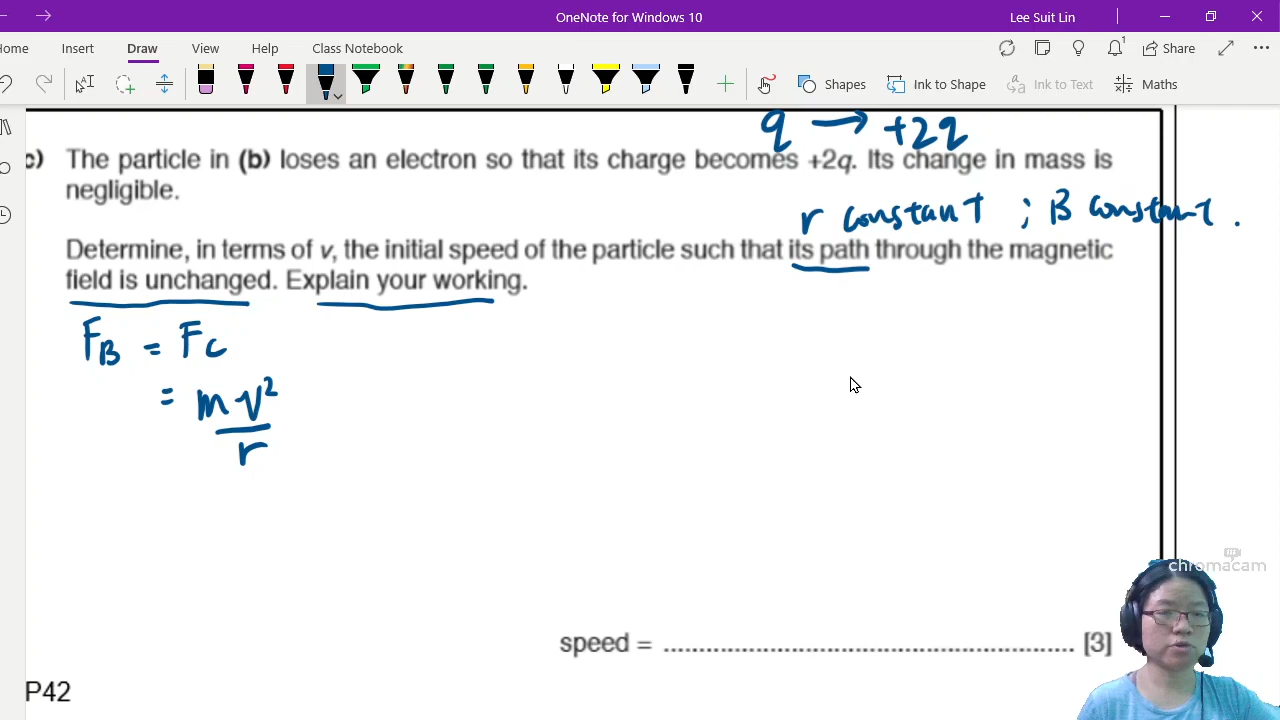 OneNote for Windows 10
Lee Suit Lin
Home Insert Draw View Help Class Notebook
1
Share
Shapes Ink to Shape Ink to Text Maths
q → +2q
c) The particle in (b) loses an electron so that its charge becomes +2q. Its change in mass is
negligible.
r constant ; B constant.
Determine, in terms of v, the initial speed of the particle such that its path through the magnetic
field is unchanged. Explain your working.
F_B = F_C
= mv²
r
chromacam
speed = .......................................................... [3]
P42